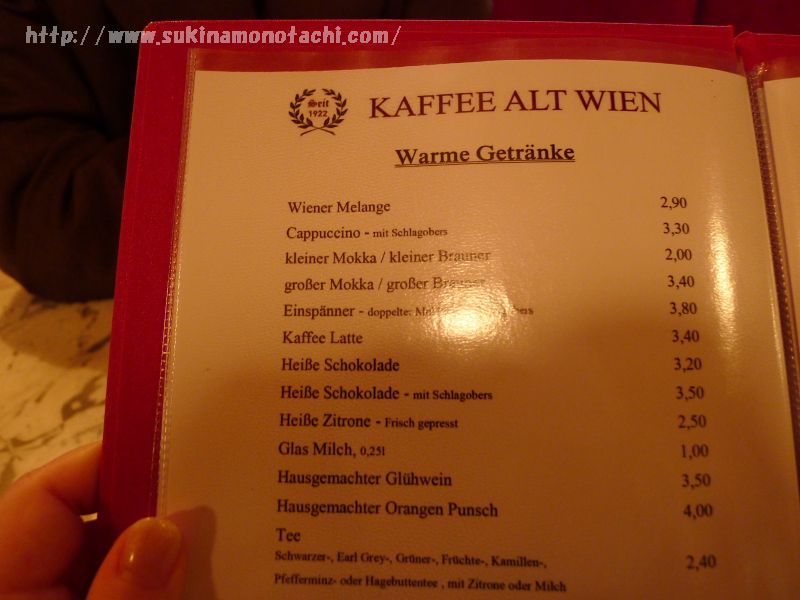 http://www.sukinamonotachi.com/
Seit
1922
KAFFEE ALT WIEN
Warme Getränke
Wiener Melange 2,90
Cappuccino - mit Schlagobers 3,30
kleiner Mokka / kleiner Brauner 2,00
großer Mokka / großer Brauner 3,40
Einspänner - doppelter 3,80
Kaffee Latte 3,40
Heiße Schokolade 3,20
Heiße Schokolade - mit Schlagobers 3,50
Heiße Zitrone - Frisch gepresst 2,50
Glas Milch, 0,25l 1,00
Hausgemachter Glühwein 3,50
Hausgemachter Orangen Punsch 4,00
Tee
Schwarzer-, Earl Grey-, Grüner-, Früchte-, Kamillen-, 2,40
Pfefferminz- oder Hagebuttentee , mit Zitrone oder Milch